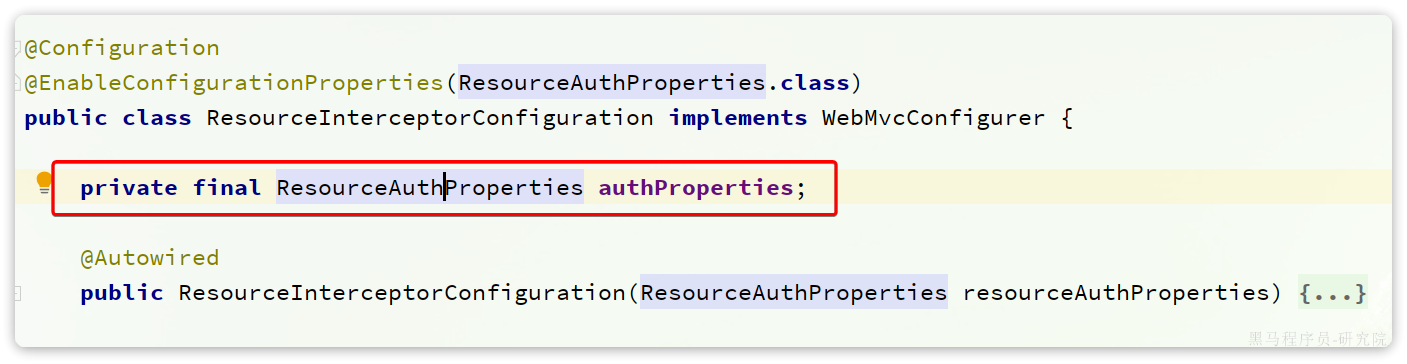 @Configuration
@EnableConfigurationProperties(ResourceAuthProperties.class)
public class ResourceInterceptorConfiguration implements WebMvcConfigurer {
private final ResourceAuthProperties authProperties;
@Autowired
public ResourceInterceptorConfiguration(ResourceAuthProperties resourceAuthProperties) {...}
黑马程序员-研究院